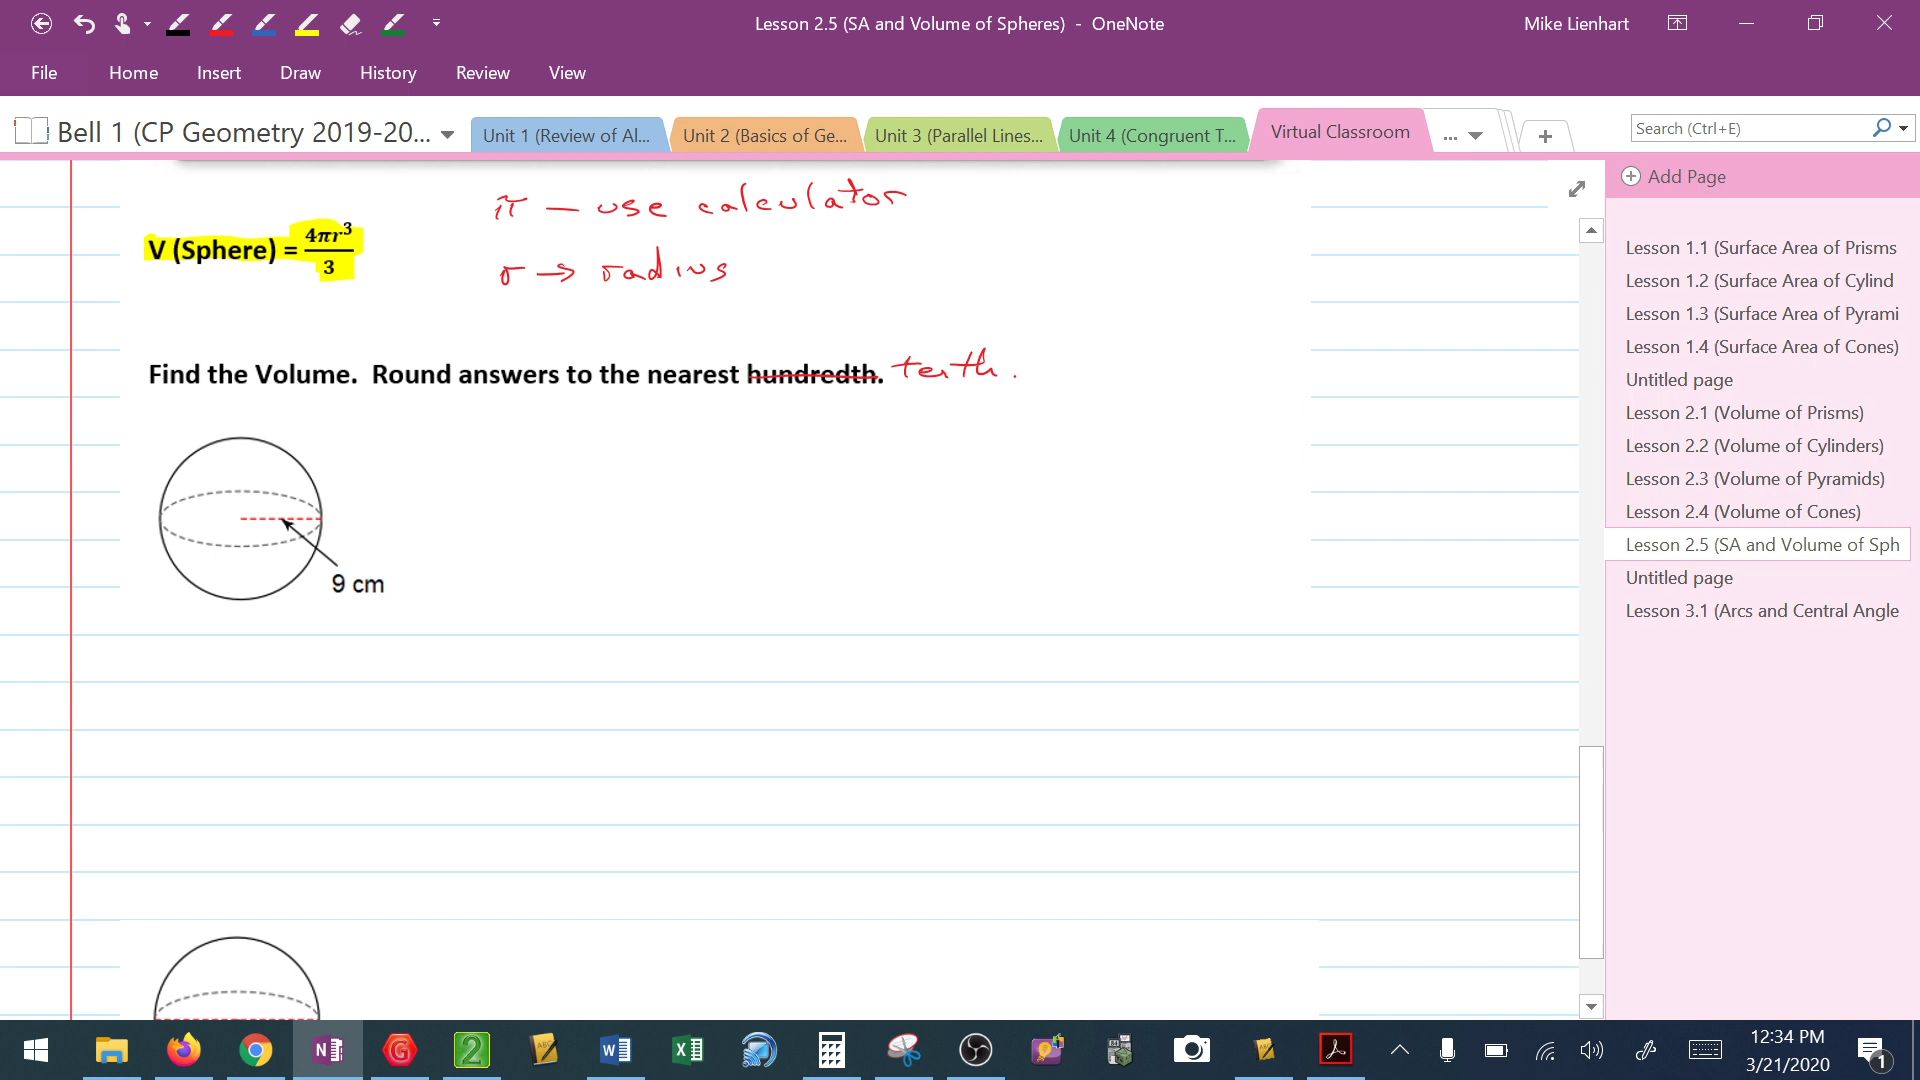 Lesson 2.5 (SA and Volume of Spheres) - OneNote
Mike Lienhart
File Home Insert Draw History Review View
Bell 1 (CP Geometry 2019-20...
Unit 1 (Review of Al...
Unit 2 (Basics of Ge...
Unit 3 (Parallel Lines...
Unit 4 (Congruent T...
Virtual Classroom
...
Search (Ctrl+E)
Add Page
π — use calculator
V (Sphere) = 4πr³/3
r → radius
Find the Volume. Round answers to the nearest hundredth. tenth.
9 cm
Lesson 1.1 (Surface Area of Prisms
Lesson 1.2 (Surface Area of Cylind
Lesson 1.3 (Surface Area of Pyrami
Lesson 1.4 (Surface Area of Cones)
Untitled page
Lesson 2.1 (Volume of Prisms)
Lesson 2.2 (Volume of Cylinders)
Lesson 2.3 (Volume of Pyramids)
Lesson 2.4 (Volume of Cones)
Lesson 2.5 (SA and Volume of Sph
Untitled page
Lesson 3.1 (Arcs and Central Angle
12:34 PM
3/21/2020
1